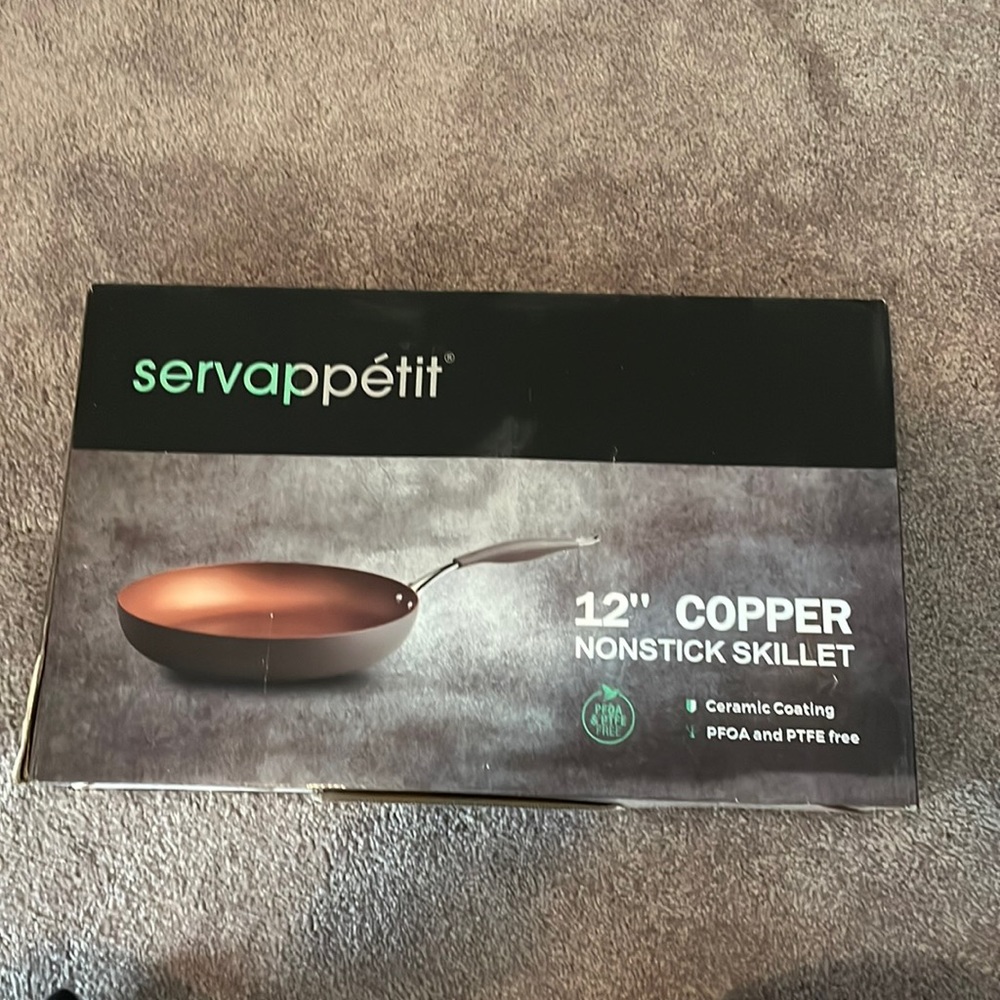 servappétit®
12" COPPER
NONSTICK SKILLET
PFOA
& PTFE
FREE
Ceramic Coating
PFOA and PTFE free